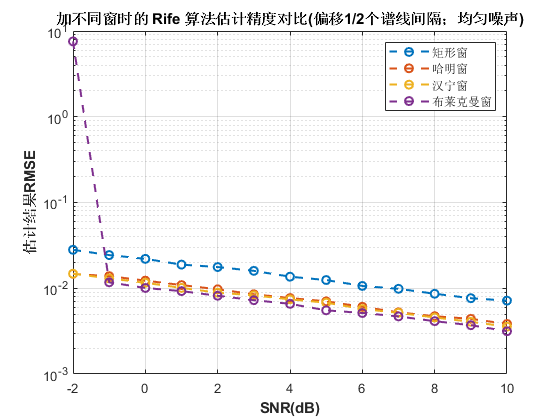 加不同窗时的 Rife 算法估计精度对比(偏移1/2个谱线间隔；均匀噪声)
10^1
10^0
10^-1
10^-2
10^-3
估计结果RMSE
矩形窗
哈明窗
汉宁窗
布莱克曼窗
-2 0 2 4 6 8 10
SNR(dB)